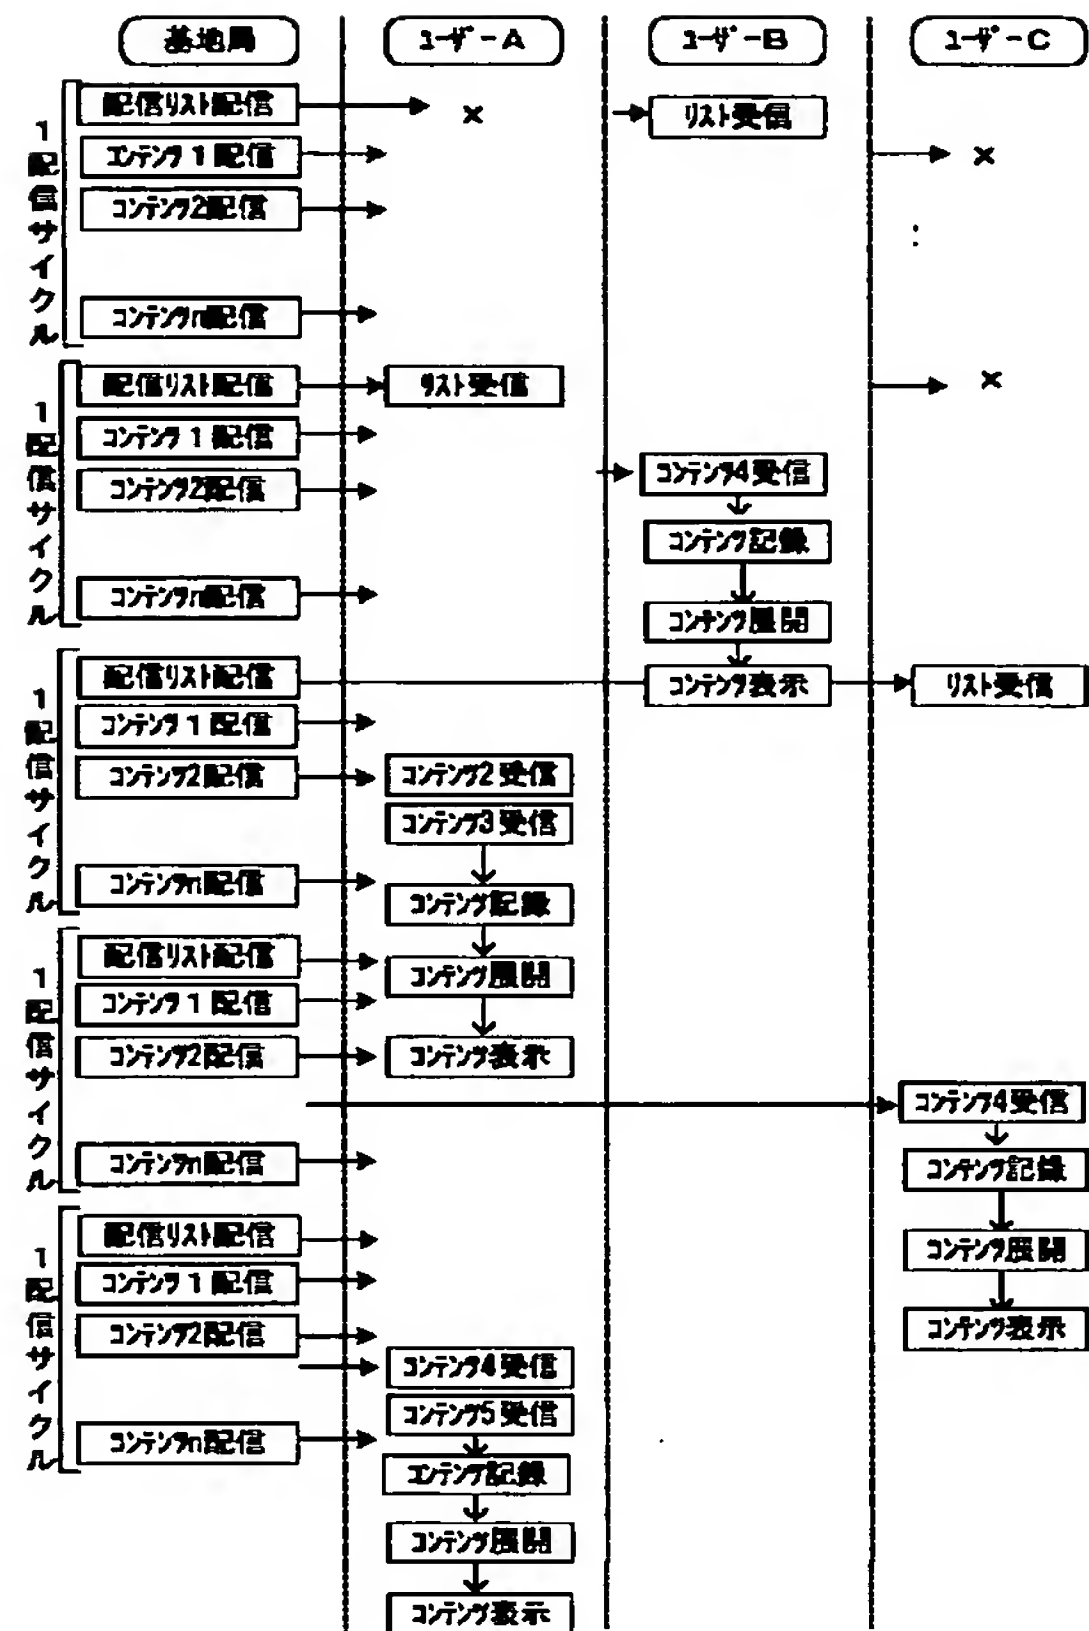 基地局
ユーザーA
ユーザーB
ユーザーC
1配信サイクル
配信リスト配信
×
リスト受信
コンテンツ1配信
×
コンテンツ2配信
コンテンツn配信
1配信サイクル
配信リスト配信
リスト受信
×
コンテンツ1配信
コンテンツ4受信
コンテンツ2配信
コンテンツ記録
コンテンツn配信
コンテンツ展開
1配信サイクル
配信リスト配信
コンテンツ表示
リスト受信
コンテンツ1配信
コンテンツ2配信
コンテンツ2受信
コンテンツ3受信
コンテンツn配信
コンテンツ記録
1配信サイクル
配信リスト配信
コンテンツ展開
コンテンツ1配信
コンテンツ2配信
コンテンツ表示
コンテンツ4受信
コンテンツn配信
コンテンツ記録
1配信サイクル
配信リスト配信
コンテンツ展開
コンテンツ1配信
コンテンツ2配信
コンテンツ表示
コンテンツ4受信
コンテンツ5受信
コンテンツn配信
コンテンツ記録
コンテンツ展開
コンテンツ表示